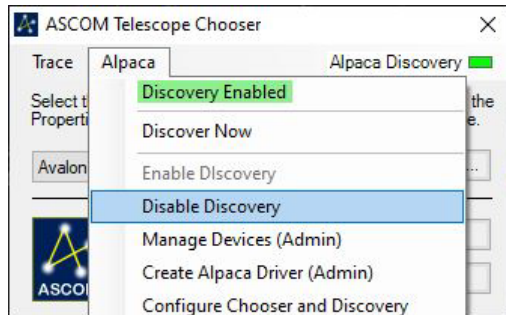 ASCOM Telescope Chooser
Trace Alpaca Alpaca Discovery
Discovery Enabled
Select the
Properti e.
Discover Now
Avalon ...
Enable DIscovery
Disable Discovery
Manage Devices (Admin)
Create Alpaca Driver (Admin)
ASCO
Configure Chooser and Discovery